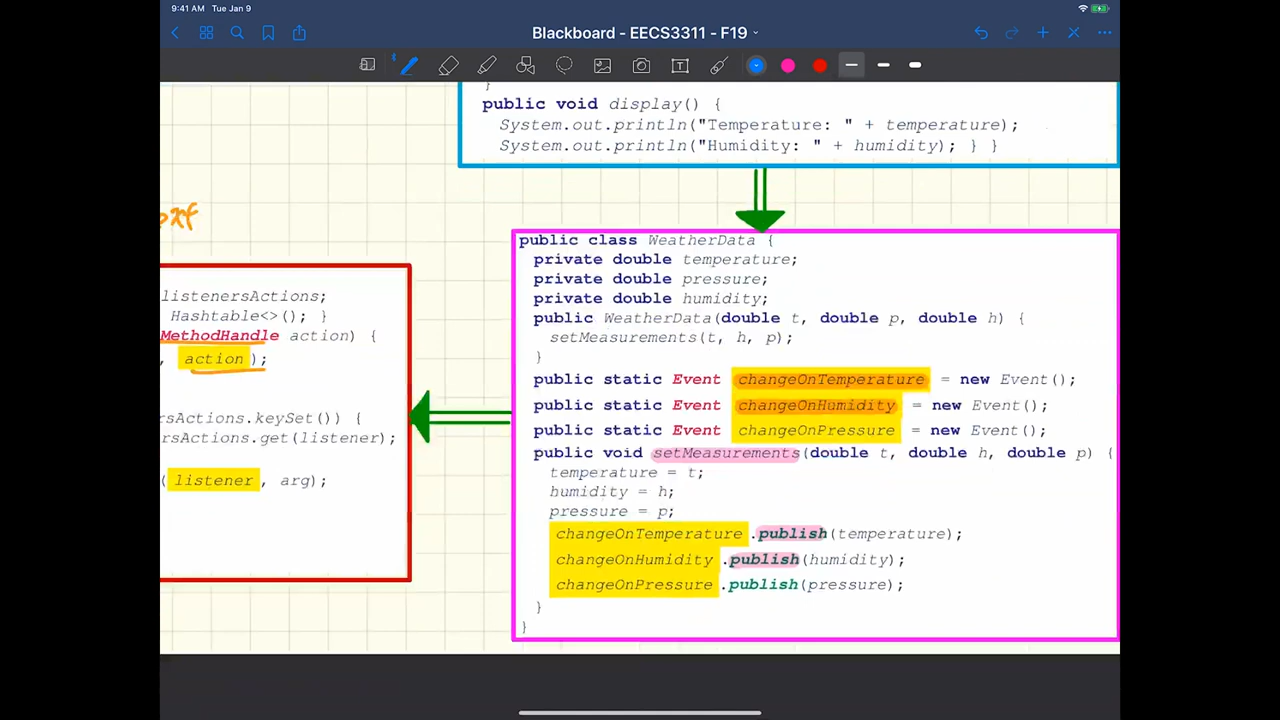 9:41 AM Tue Jan 9
Blackboard - EECS3311 - F19
}
public void display() {
System.out.println("Temperature: " + temperature);
System.out.println("Humidity: " + humidity); } }
listenersActions;
Hashtable<>(); }
MethodHandle action) {
, action );
rsActions.keySet()) {
ersActions.get(listener);
( listener , arg);
public class WeatherData {
private double temperature;
private double pressure;
private double humidity;
public WeatherData(double t, double p, double h) {
setMeasurements(t, h, p);
}
public static Event changeOnTemperature = new Event();
public static Event changeOnHumidity = new Event();
public static Event changeOnPressure = new Event();
public void setMeasurements(double t, double h, double p) {
temperature = t;
humidity = h;
pressure = p;
changeOnTemperature .publish(temperature);
changeOnHumidity .publish(humidity);
changeOnPressure .publish(pressure);
}
}